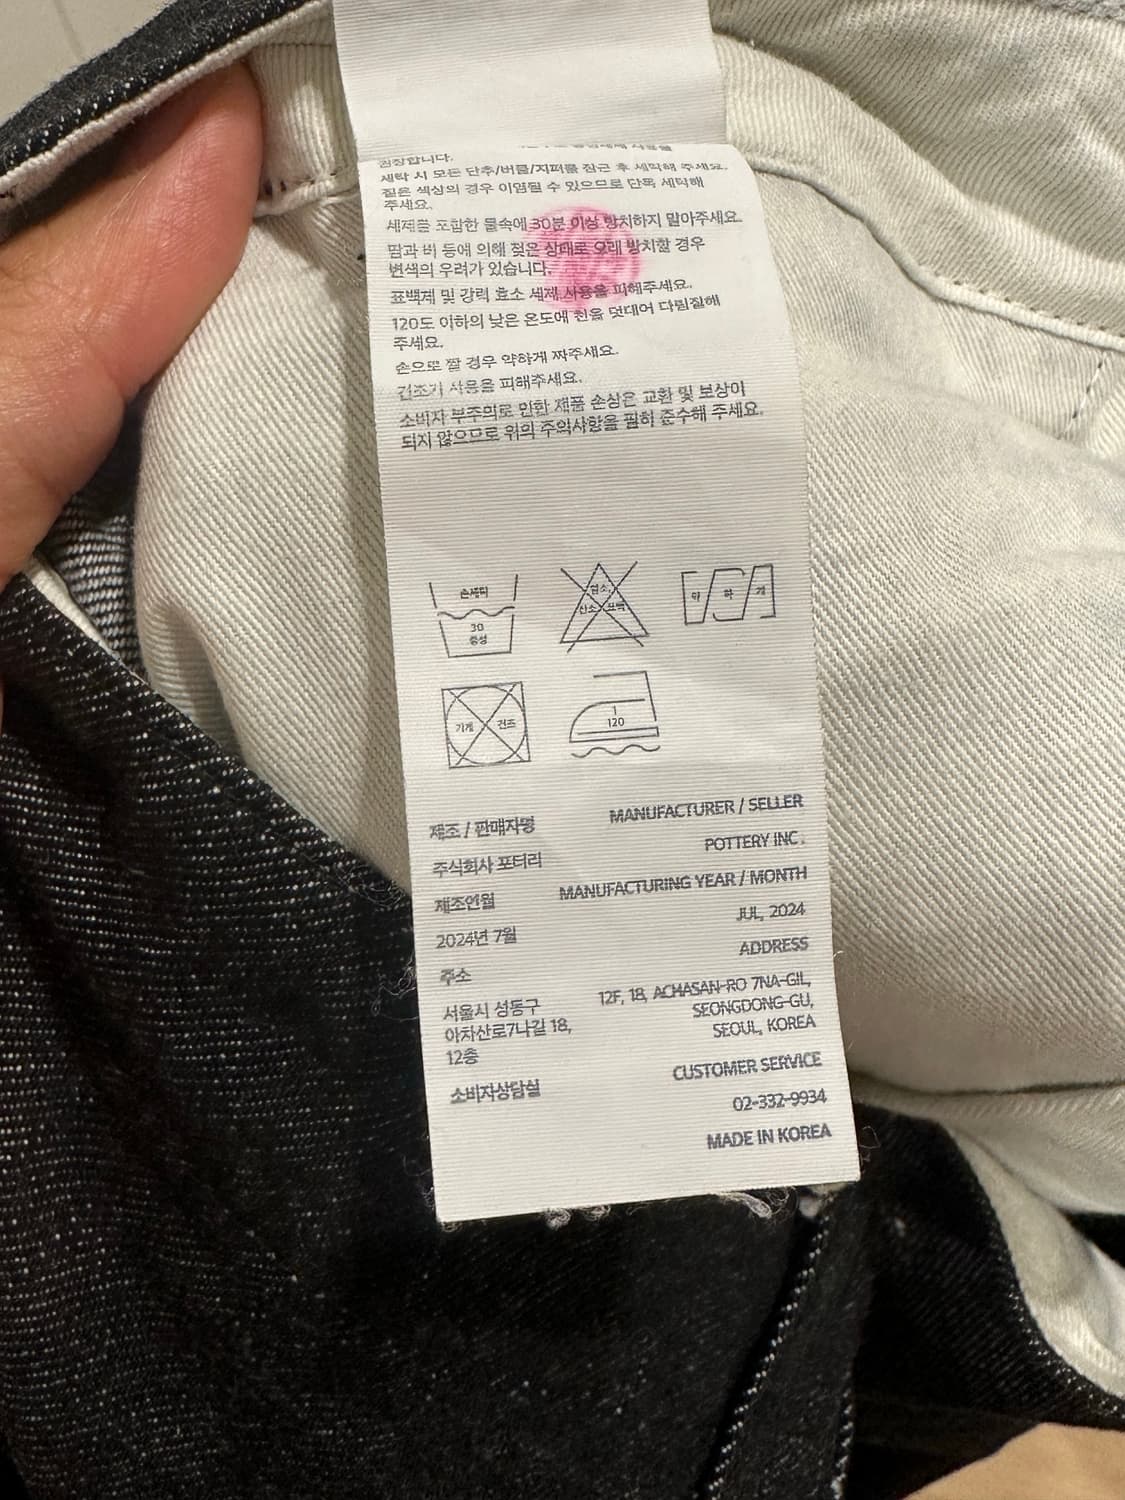 권장합니다.
세탁 시 모든 단추/버클/지퍼를 잠근 후 세탁해 주세요.
짙은 색상의 경우 이염될 수 있으므로 단독 세탁해
주세요.
세제를 포함한 물속에 30분 이상 방치하지 말아주세요.
땀과 비 등에 의해 젖은 상태로 오래 방치할 경우
변색의 우려가 있습니다.
표백제 및 강력 효소 세제 사용을 피해주세요.
120도 이하의 낮은 온도에 천을 덧대어 다림질해
주세요.
손으로 짤 경우 약하게 짜주세요.
건조기 사용을 피해주세요.
소비자 부주의로 인한 제품 손상은 교환 및 보상이
되지 않으므로 위의 주의사항을 필히 준수해 주세요.
손세탁
30
중성
염소,
산소 표백
약 하 게
기계 건조
120
제조 / 판매자명
MANUFACTURER / SELLER
주식회사 포터리
POTTERY INC.
제조연월
MANUFACTURING YEAR / MONTH
2024년 7월
JUL, 2024
주소
ADDRESS
서울시 성동구
아차산로7나길 18,
12층
12F, 18, ACHASAN-RO 7NA-GIL,
SEONGDONG-GU,
SEOUL, KOREA
소비자상담실
CUSTOMER SERVICE
02-332-9934
MADE IN KOREA